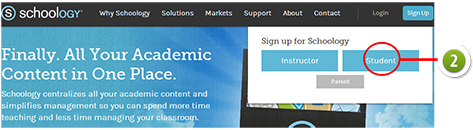 S schoology® Why Schoology Solutions Markets Support About Contact Login Sign Up
Sign up for Schoology
Instructor Student
Parent
2
Finally. All Your Academic
Content in One Place.
Schoology centralizes all your academic content and
simplifies management so you can spend more time
teaching and less time managing your classroom.